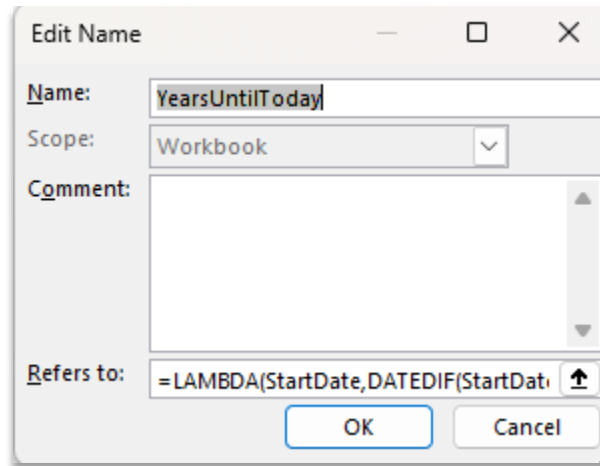 Edit Name
Name: YearsUntilToday
Scope: Workbook
Comment:
Refers to: =LAMBDA(StartDate,DATEDIF(StartDat
OK Cancel